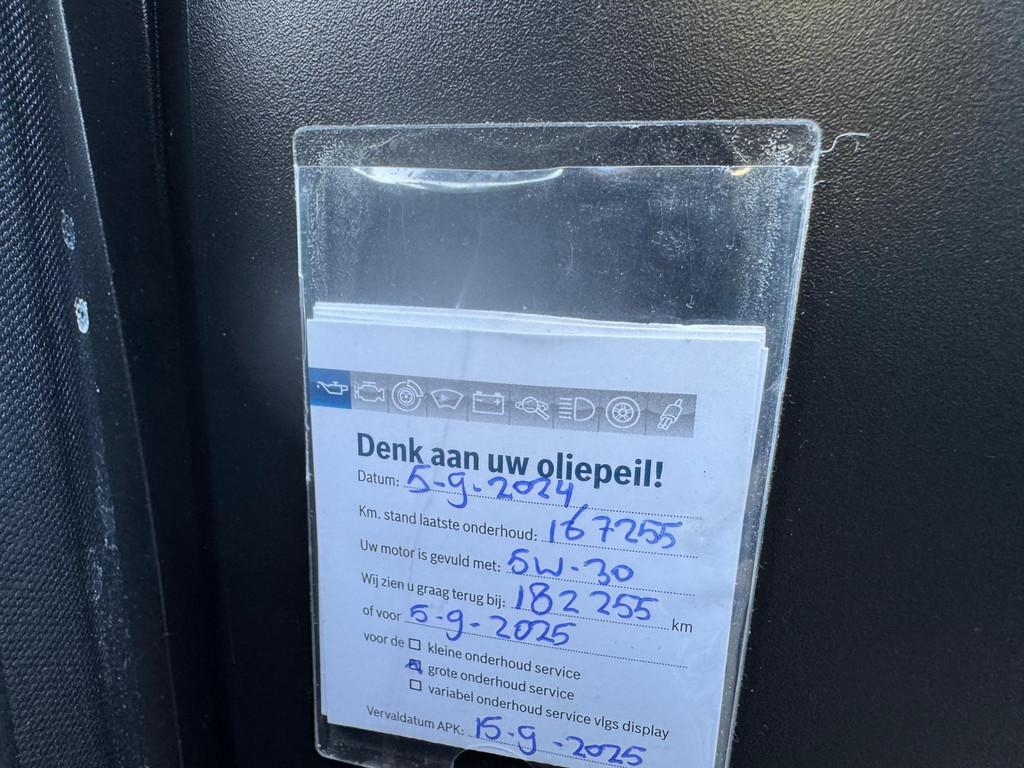 Denk aan uw oliepeil!
Datum: 5-9-2024
Km. stand laatste onderhoud: 167255
Uw motor is gevuld met: 5W-30
Wij zien u graag terug bij: 182255 km
of voor 5-9-2025
voor de kleine onderhoud service
grote onderhoud service
variabel onderhoud service vlgs display
Vervaldatum APK: 15-9-2025